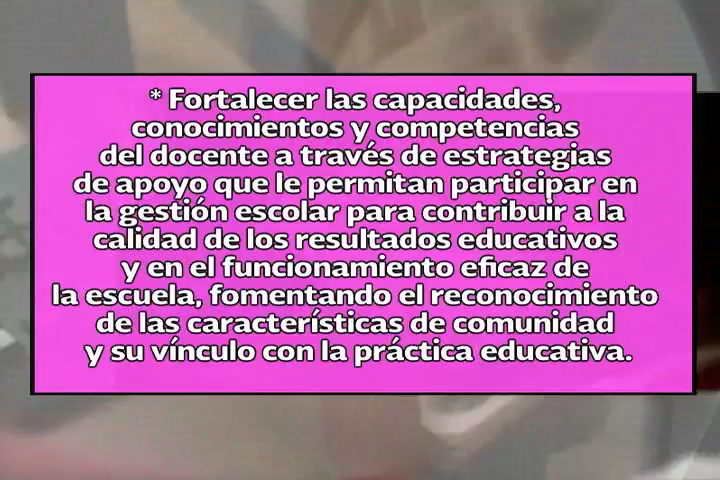 * Fortalecer las capacidades,
conocimientos y competencias
del docente a través de estrategias
de apoyo que le permitan participar en
la gestión escolar para contribuir a la
calidad de los resultados educativos
y en el funcionamiento eficaz de
la escuela, fomentando el reconocimiento
de las características de comunidad
y su vínculo con la práctica educativa.